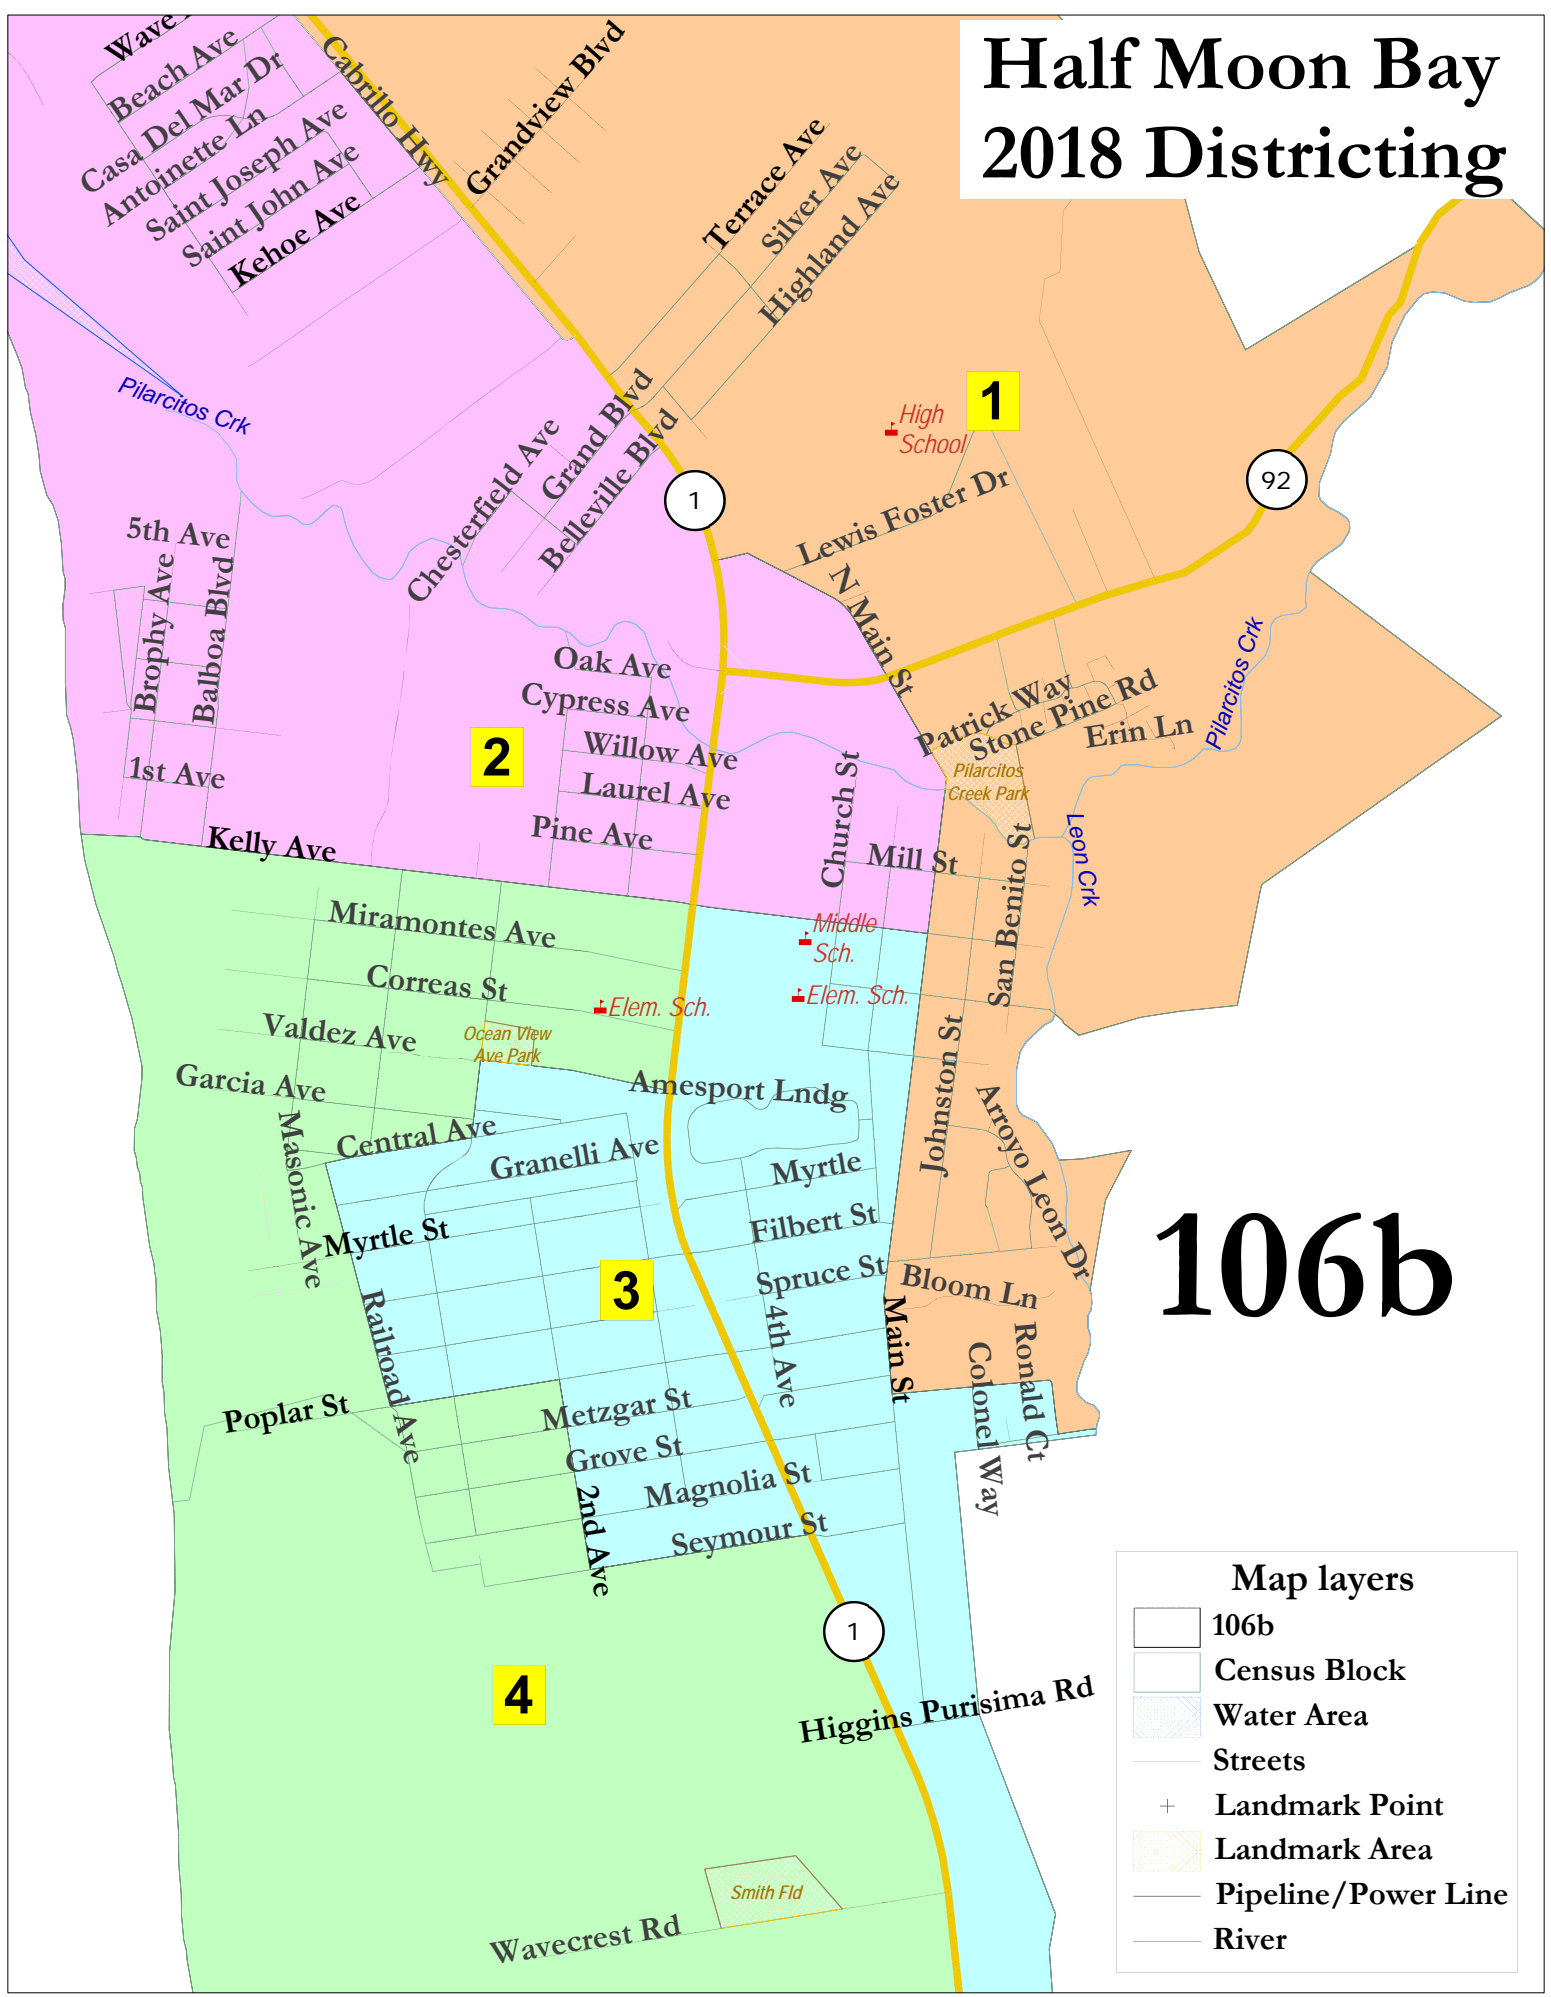 Half Moon Bay
2018 Districting
Wave
Beach Ave
Casa Del Mar Dr
Antoinette Ln
Saint Joseph Ave
Saint John Ave
Kehoe Ave
Cabrillo Hwy
Grandview Blvd
Terrace Ave
Silver Ave
Highland Ave
Pilarcitos Crk
1
High
School
Grand Blvd
Belleville Blvd
Chesterfield Ave
1
92
Lewis Foster Dr
5th Ave
Brophy Ave
Balboa Blvd
N Main St
Oak Ave
Cypress Ave
Willow Ave
Laurel Ave
Pine Ave
2
1st Ave
Kelly Ave
Patrick Way
Stone Pine Rd
Erin Ln
Pilarcitos Crk
Pilarcitos
Creek Park
Church St
Mill St
San Benito St
Leon Crk
Miramontes Ave
Middle
Sch.
Correas St
Elem. Sch.
Elem. Sch.
Valdez Ave
Ocean View
Ave Park
Garcia Ave
Amesport Lndg
Johnston St
Arroyo Leon Dr
Masonic Ave
Central Ave
Granelli Ave
Myrtle
Myrtle St
Filbert St
106b
3
Spruce St
Bloom Ln
Railroad Ave
4th Ave
Main St
Ronald Ct
Colonel Way
Poplar St
Metzgar St
Grove St
Magnolia St
2nd Ave
Seymour St
1
4
Higgins Purisima Rd
Smith Fld
Wavecrest Rd
Map layers
106b
Census Block
Water Area
Streets
Landmark Point
Landmark Area
Pipeline/Power Line
River